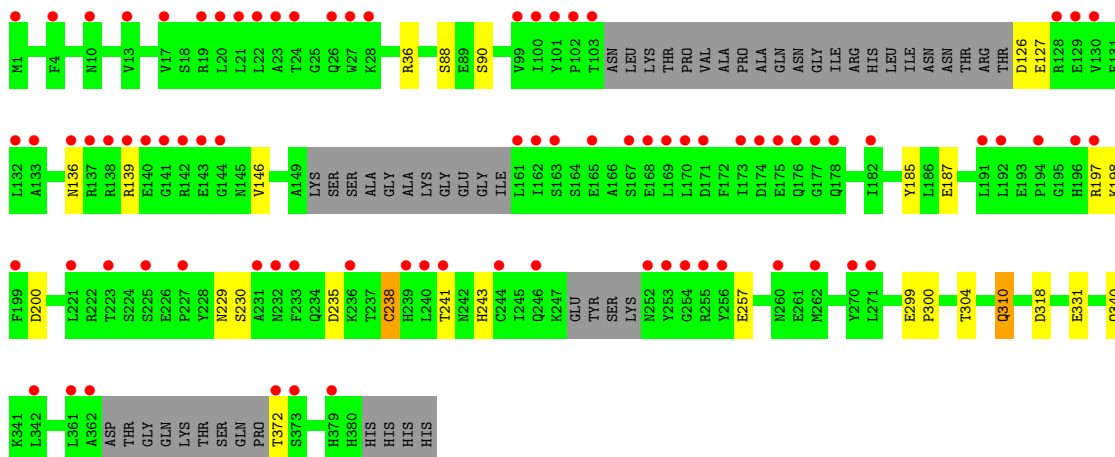 M1 F4 N10 V13 V17 S18 R19 L20 L21 L22 A23 T24 G25 Q26 W27 K28 R36 S88 E89 S90 V99 I100 Y101 P102 T103 ASN LEU LYS THR PRO VAL ALA PRO ALA GLN ASN GLY ILE ARG HIS LEU ILE ASN ASN THR ARG THR D126 E127 R128 E129 V130 E131
L132 A133 N136 R137 R138 R139 E140 G141 R142 E143 G144 N145 V146 A149 LYS SER SER ALA GLY ALA LYS GLY GLU GLY ILE L161 I162 S163 S164 E165 A166 S167 E168 L169 L170 D171 F172 I173 D174 E175 Q176 G177 Q178 I182 Y185 L186 E187 L191 L192 E193 P194 G195 H196 R197 K198
F199 D200 L221 R222 T223 S224 S225 E226 P227 Y228 N229 S230 A231 N232 F233 Q234 D235 K236 T237 C238 H239 L240 T241 N242 H243 G244 I245 Q246 K247 GLU TYR SER LYS N252 Y253 G254 R255 Y256 E257 N260 E261 M262 Y270 L271 E299 P300 T304 Q310 D318 E331 Q340
K341 L342 L361 A362 ASP THR GLY GLN LYS THR SER GLN PRO T372 S373 H379 H380 HIS HIS HIS HIS